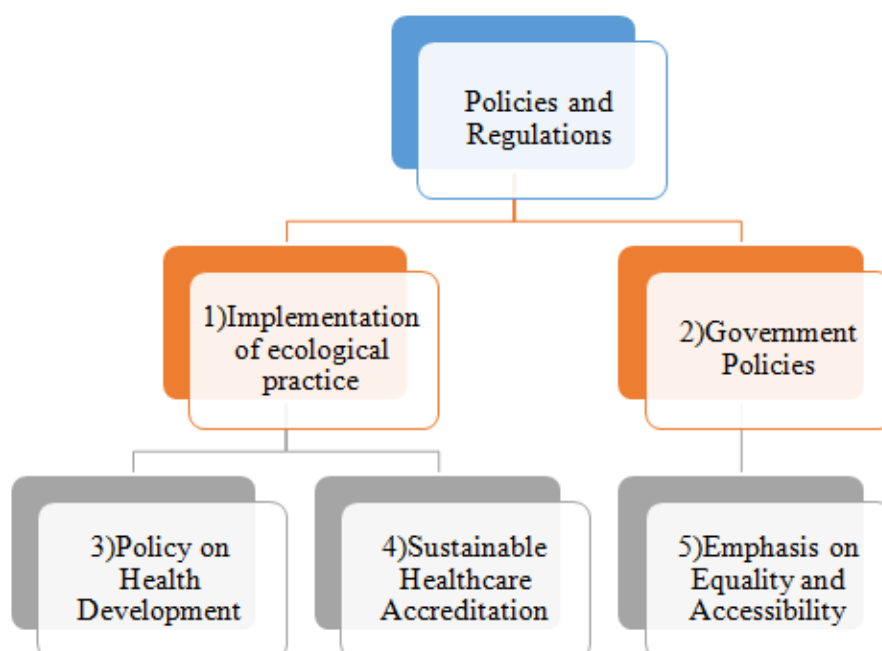 Policies and
Regulations
1)Implementation
of ecological
practice
2)Government
Policies
3)Policy on
Health
Development
4)Sustainable
Healthcare
Accreditation
5)Emphasis on
Equality and
Accessibility